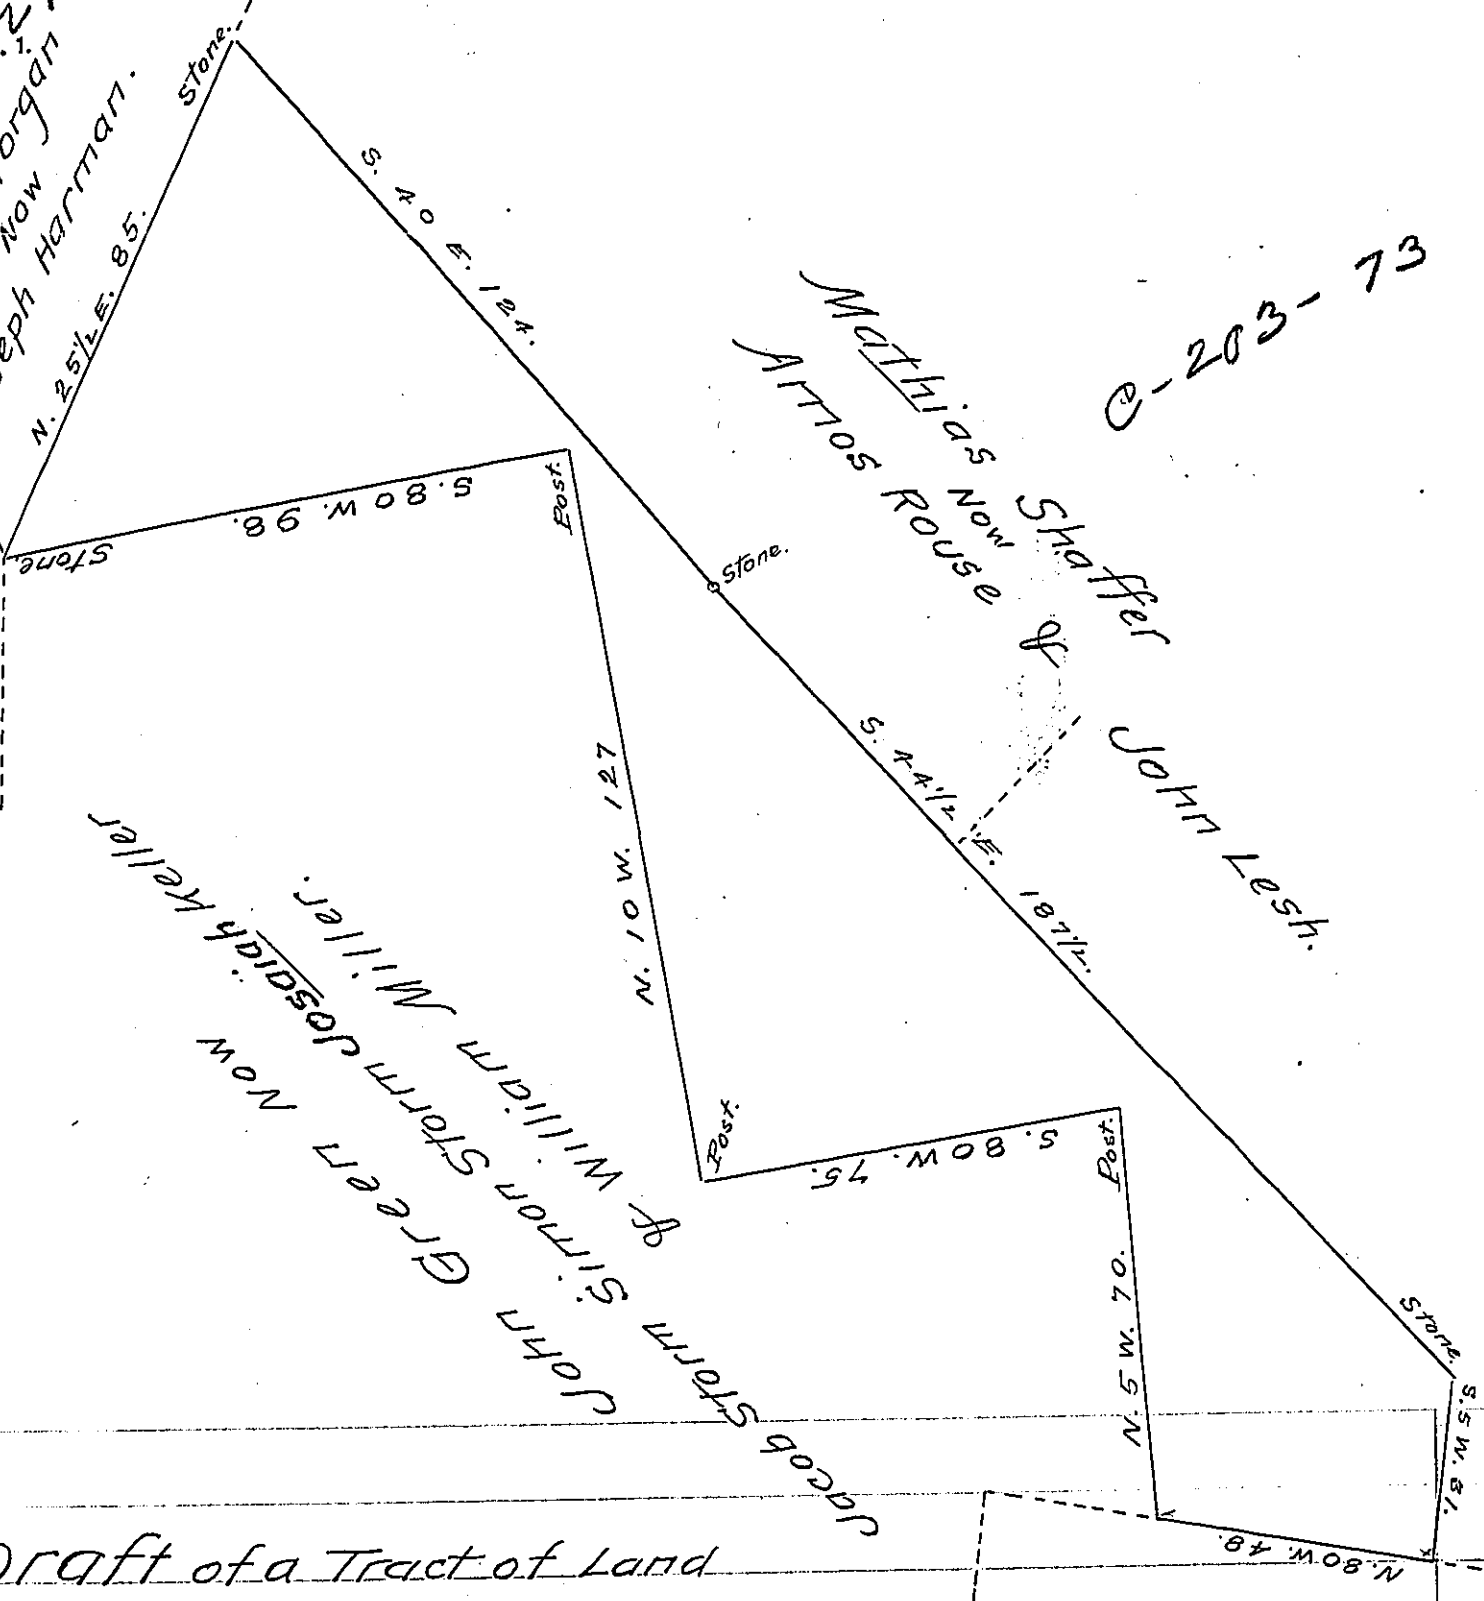 organ
Now
eph Harman.
Stone.
N. 25½ E. 85.
S. 40 E. 124.
Mathias Shaffer
Now
Amos Rouse & John Lesh.
C-203-73
S. 80 W. 98.
Stone
Post.
Stone.
N. 10 W. 127
S. 44½ E. 187½.
Post.
S. 80 W. 75.
Post.
N. 5 W. 70.
Stone.
S. 5 W. 31.
N. 80 W. 48.
John Green Now
Jacob Storm Simon Storm Josaiah Keller
& William Miller.
Draft of a Tract of Land